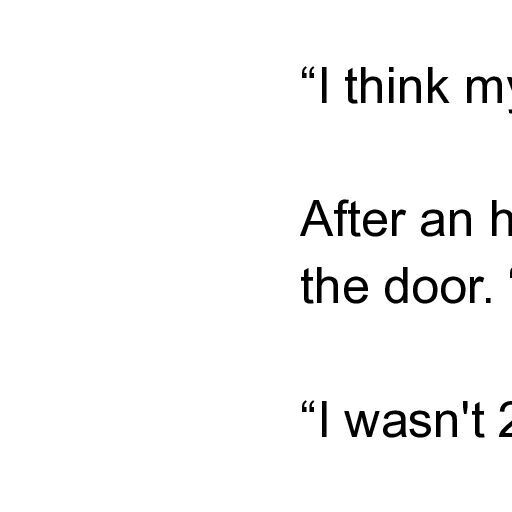 “I think my
After an h
the door. “
“I wasn't 2